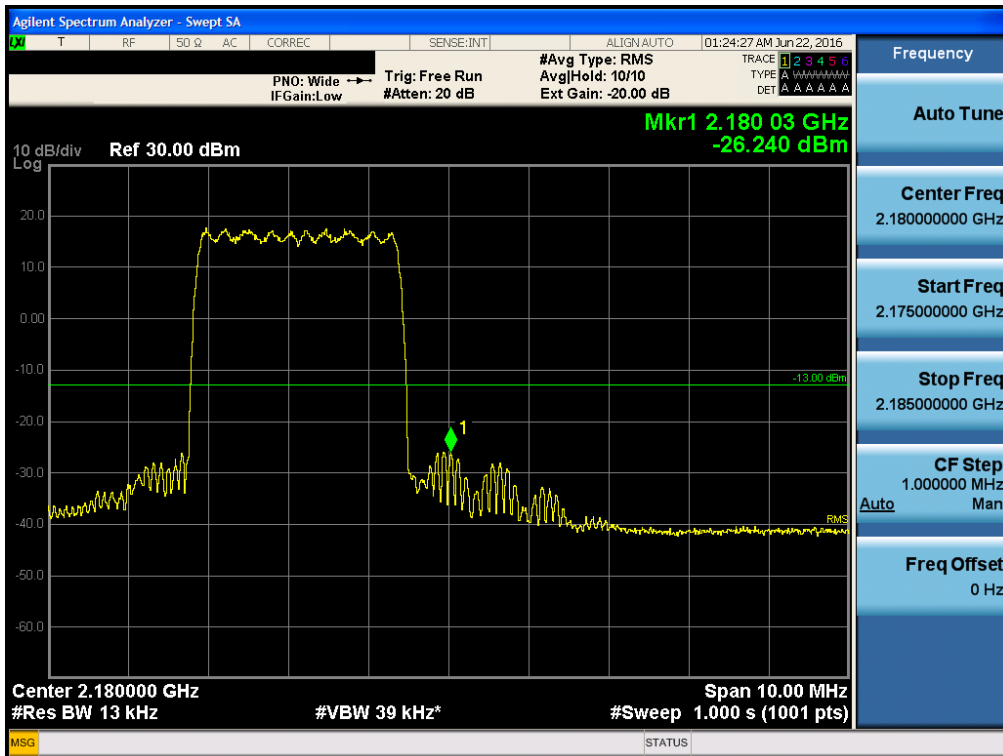 Agilent Spectrum Analyzer - Swept SA
LXI T RF 50 Ω AC CORREC SENSE:INT ALIGN AUTO 01:24:27 AM Jun 22, 2016
PNO: Wide
IFGain:Low
Trig: Free Run
#Atten: 20 dB
#Avg Type: RMS
Avg|Hold: 10/10
Ext Gain: -20.00 dB
TRACE 1 2 3 4 5 6
TYPE A WWWWWW
DET A A A A A A
Mkr1 2.180 03 GHz
-26.240 dBm
10 dB/div Ref 30.00 dBm
Log
20.0
10.0
0.00
-10.0
-13.00 dBm
-20.0
1
-30.0
-40.0
RMS
-50.0
-60.0
Center 2.180000 GHz Span 10.00 MHz
#Res BW 13 kHz #VBW 39 kHz* #Sweep 1.000 s (1001 pts)
MSG STATUS
Frequency
Auto Tune
Center Freq
2.180000000 GHz
Start Freq
2.175000000 GHz
Stop Freq
2.185000000 GHz
CF Step
1.000000 MHz
Auto Man
Freq Offset
0 Hz